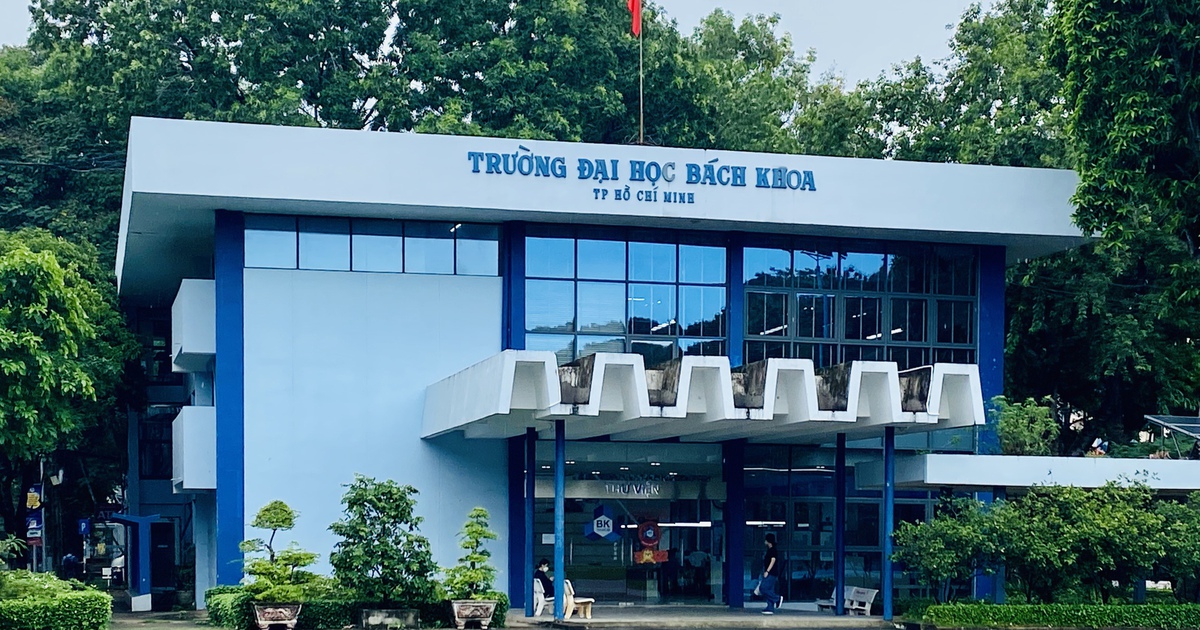 TRƯỜNG ĐẠI HỌC BÁCH KHOA
TP HỒ CHÍ MINH
THƯ VIỆN
BK